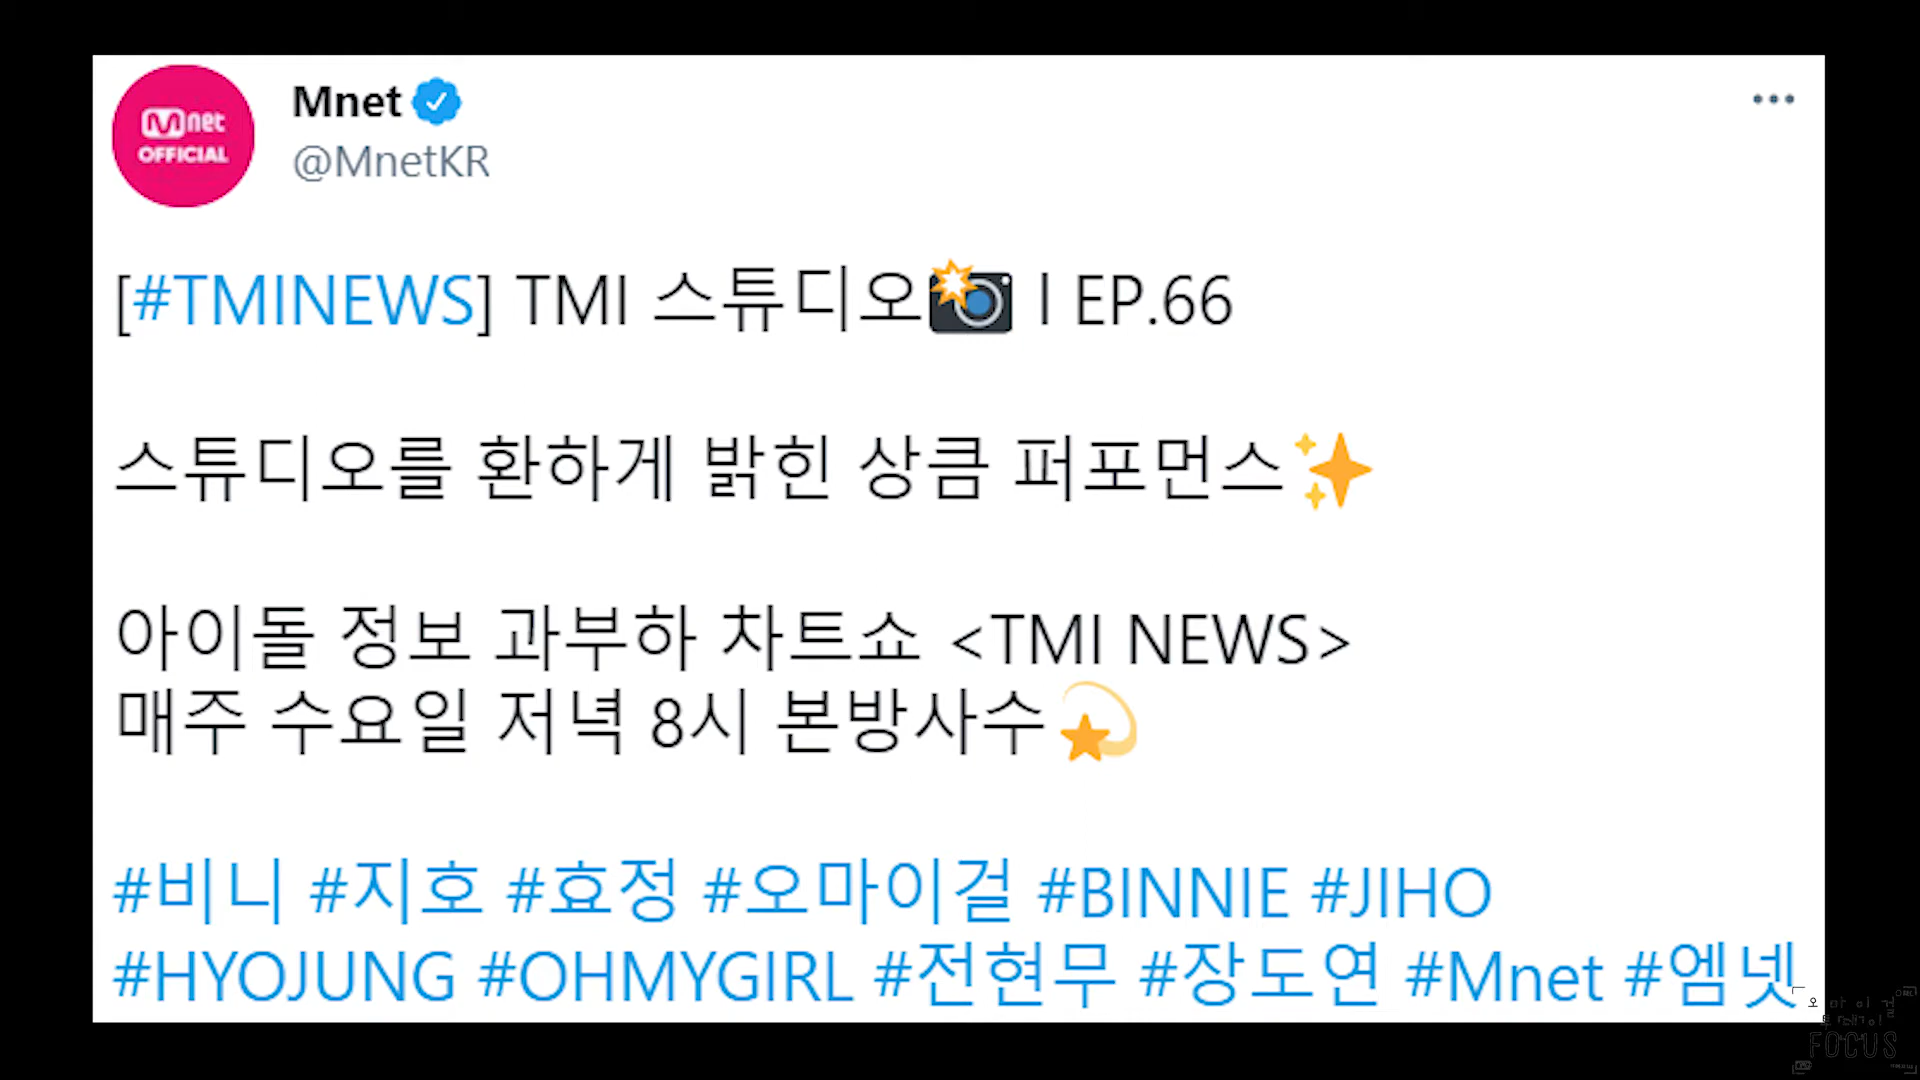 Mnet
OFFICIAL
Mnet
@MnetKR
[#TMINEWS] TMI 스튜디오📸 l EP.66
스튜디오를 환하게 밝힌 상큼 퍼포먼스✨
아이돌 정보 과부하 차트쇼 <TMI NEWS>
매주 수요일 저녁 8시 본방사수💫
#비니 #지호 #효정 #오마이걸 #BINNIE #JIHO
#HYOJUNG #OHMYGIRL #전현무 #장도연 #Mnet #엠넷
오마이걸
FOCUS